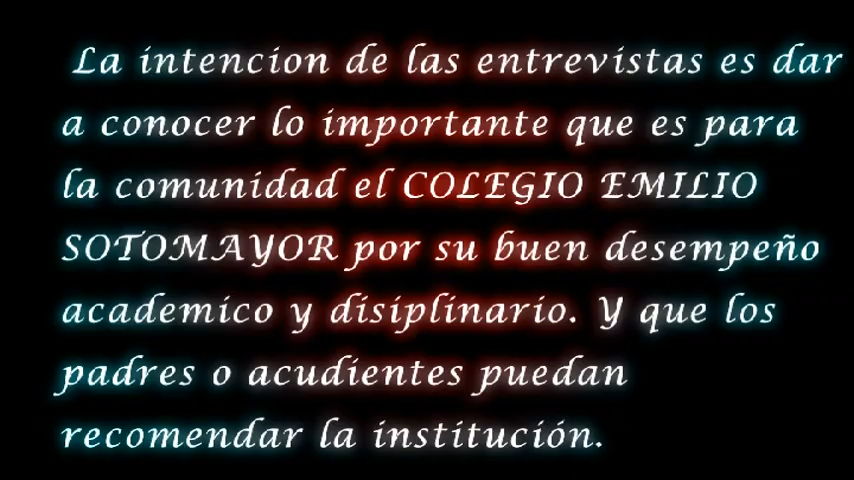 La intencion de las entrevistas es dar
a conocer lo importante que es para
la comunidad el COLEGIO EMILIO
SOTOMAYOR por su buen desempeño
academico y disiplinario. Y que los
padres o acudientes puedan
recomendar la institución.